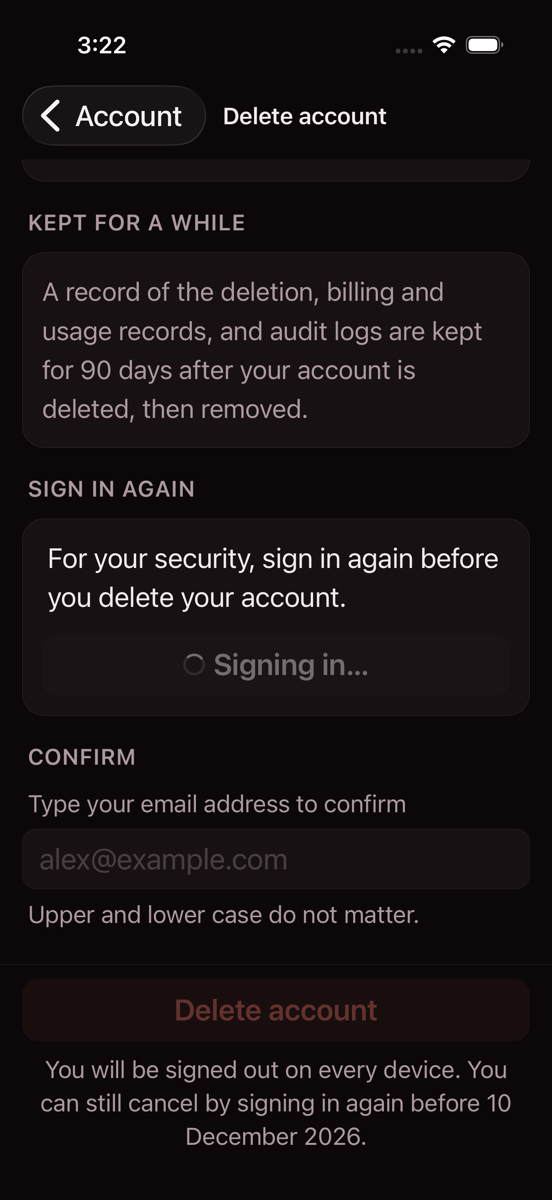 3:22
Account
Delete account
KEPT FOR A WHILE
A record of the deletion, billing and
usage records, and audit logs are kept
for 90 days after your account is
deleted, then removed.
SIGN IN AGAIN
For your security, sign in again before
you delete your account.
Signing in...
CONFIRM
Type your email address to confirm
alex@example.com
Upper and lower case do not matter.
Delete account
You will be signed out on every device. You
can still cancel by signing in again before 10
December 2026.